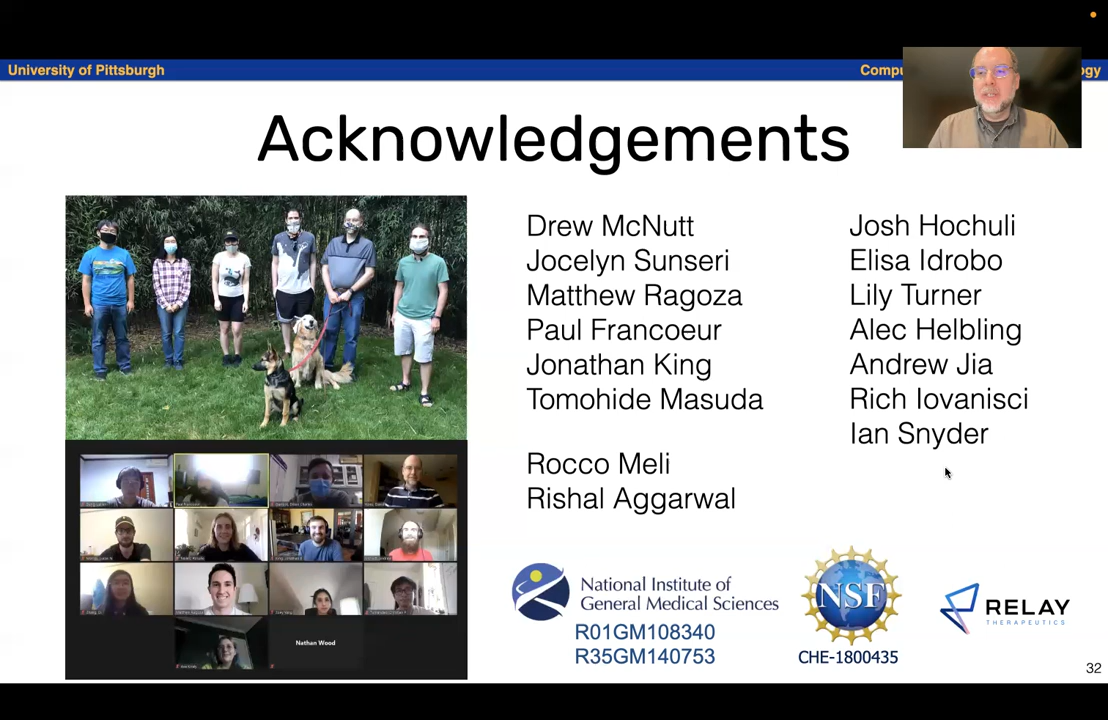 University of Pittsburgh
Compu
ogy
Acknowledgements
Drew McNutt
Jocelyn Sunseri
Matthew Ragoza
Paul Francoeur
Jonathan King
Tomohide Masuda
Rocco Meli
Rishal Aggarwal
Josh Hochuli
Elisa Idrobo
Lily Turner
Alec Helbling
Andrew Jia
Rich Iovanisci
Ian Snyder
Nathan Wood
National Institute of
General Medical Sciences
R01GM108340
R35GM140753
NSF
CHE-1800435
RELAY
THERAPEUTICS
32